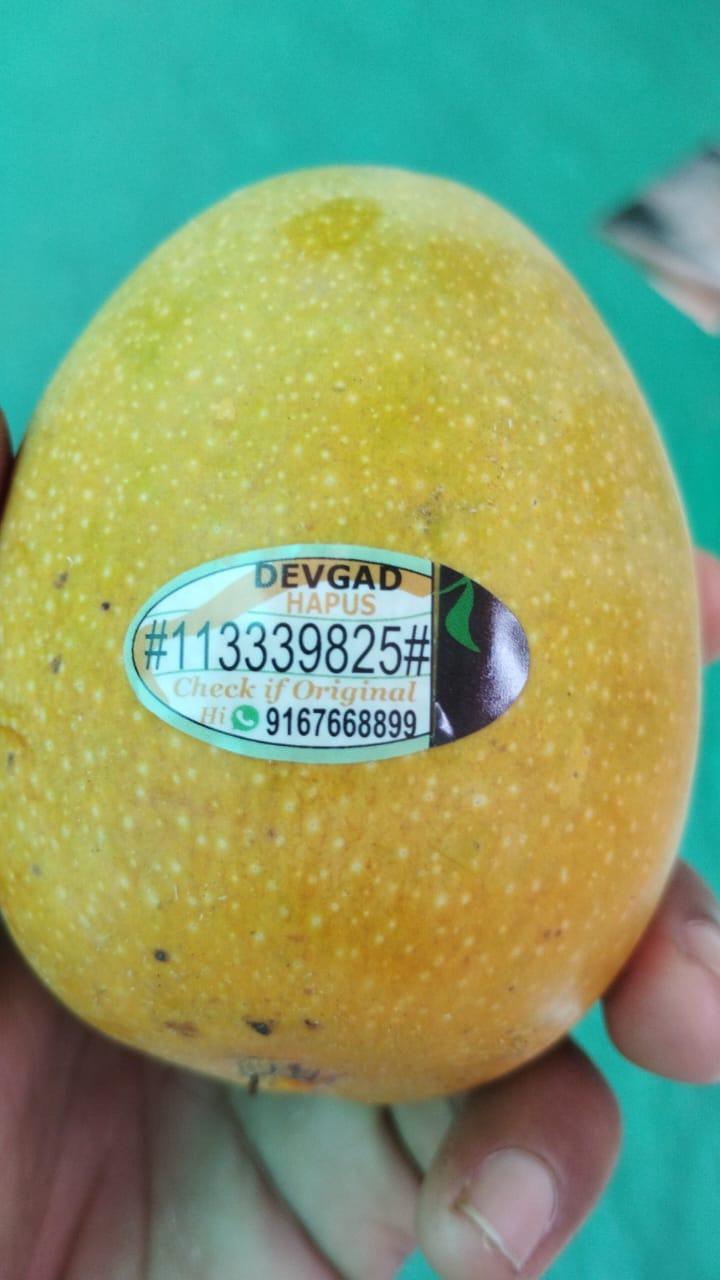 DEVGAD
HAPUS
#113339825#
Check if Original
Hi 9167668899